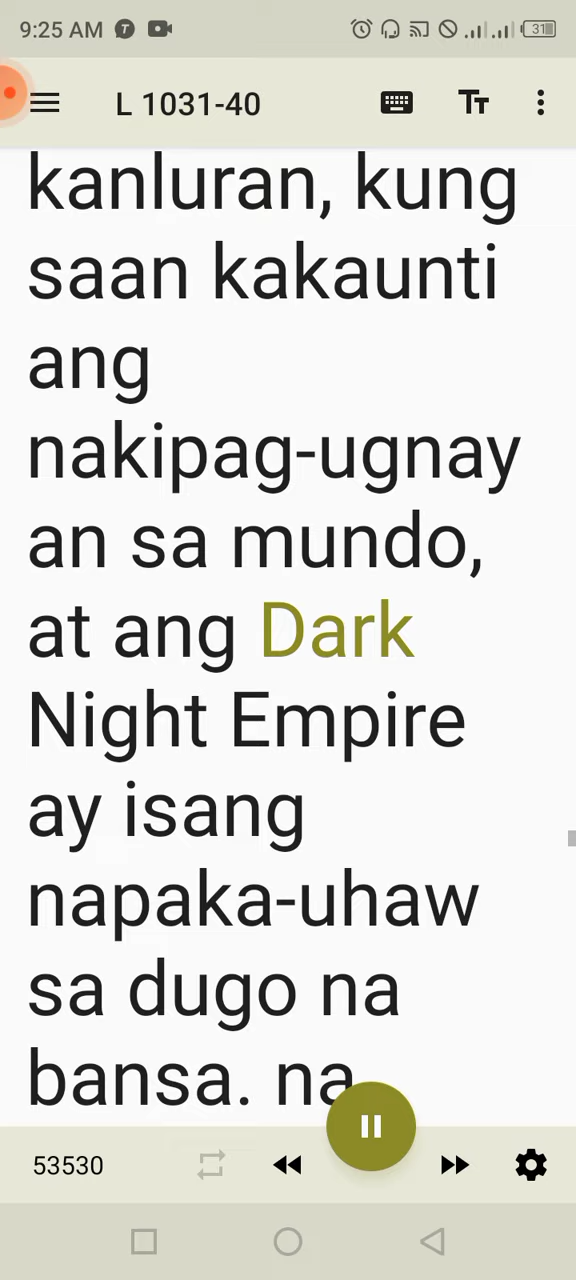 9:25 AM
31
L 1031-40
kanluran, kung
saan kakaunti
ang
nakipag-ugnay
an sa mundo,
at ang Dark
Night Empire
ay isang
napaka-uhaw
sa dugo na
bansa. na
53530